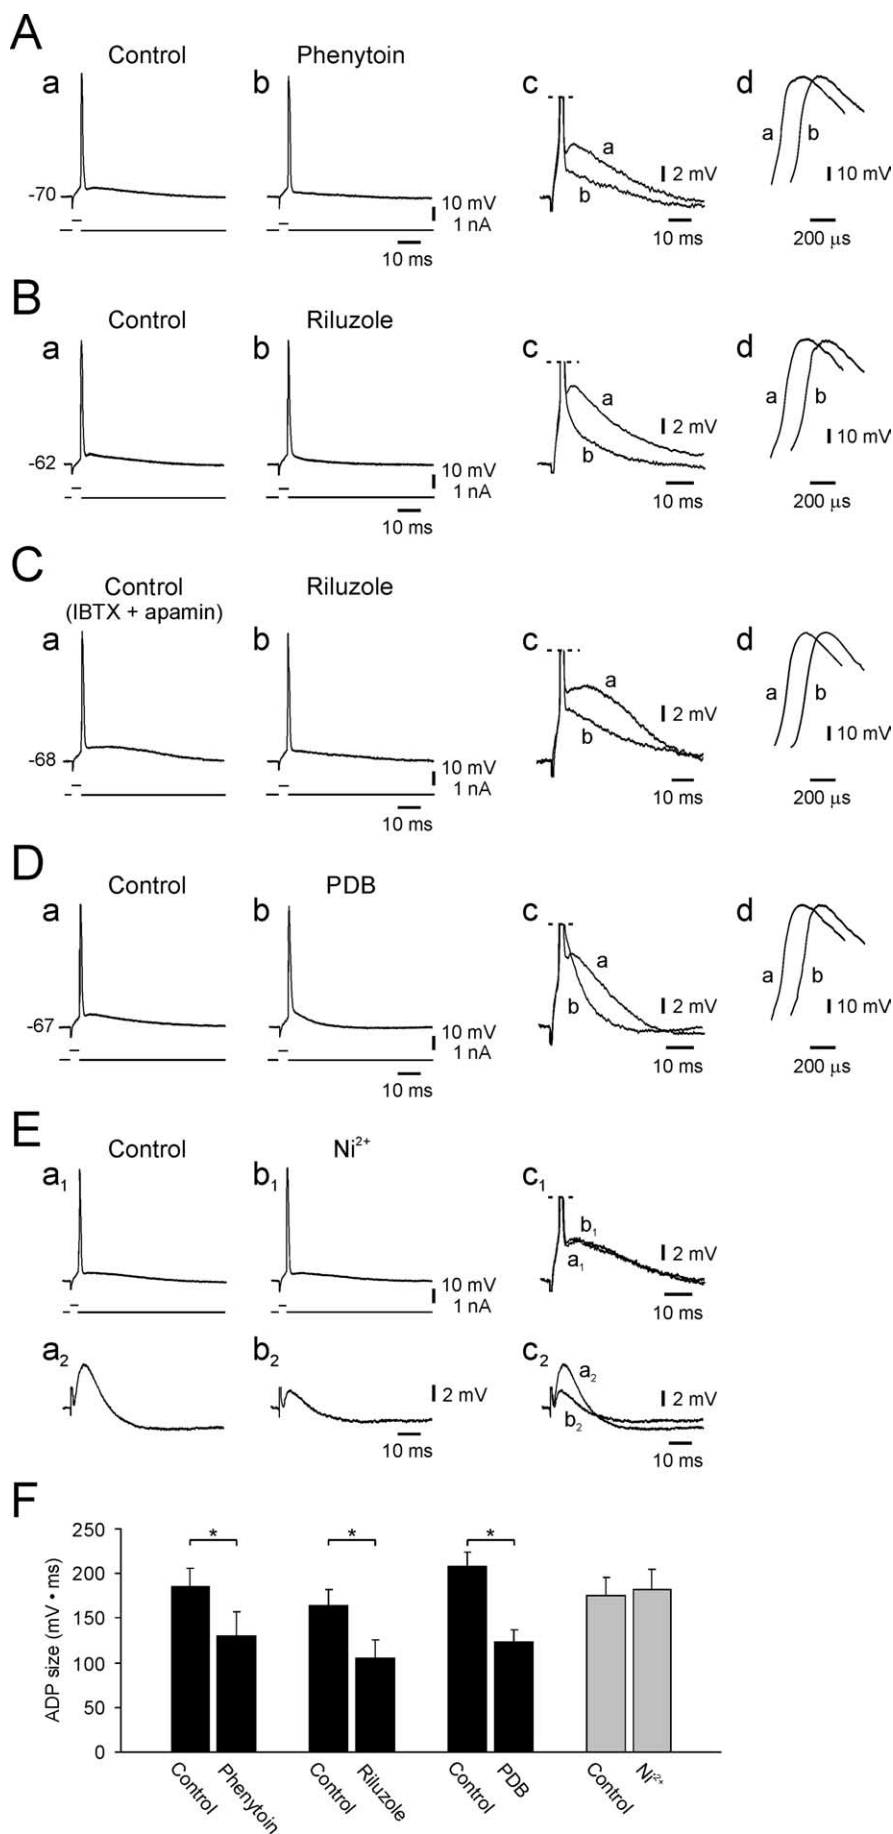 A
Control
Phenytoin
a
b
c
d
a
b
a
b
-70
10 mV
1 nA
10 ms
2 mV
10 ms
10 mV
200 μs
B
Control
Riluzole
a
b
c
d
a
b
a
b
-62
10 mV
1 nA
10 ms
2 mV
10 ms
10 mV
200 μs
C
Control
(IBTX + apamin)
Riluzole
a
b
c
d
a
b
a
b
-68
10 mV
1 nA
10 ms
2 mV
10 ms
10 mV
200 μs
D
Control
PDB
a
b
c
d
a
b
a
b
-67
10 mV
1 nA
10 ms
2 mV
10 ms
10 mV
200 μs
E
Control
Ni²⁺
a₁
b₁
c₁
b₁
a₁
10 mV
1 nA
2 mV
10 ms
a₂
b₂
c₂
a₂
b₂
2 mV
10 ms
2 mV
10 ms
F
ADP size (mV • ms)
250
200
150
100
50
0
*
*
*
Control
Phenytoin
Control
Riluzole
Control
PDB
Control
Ni²⁺